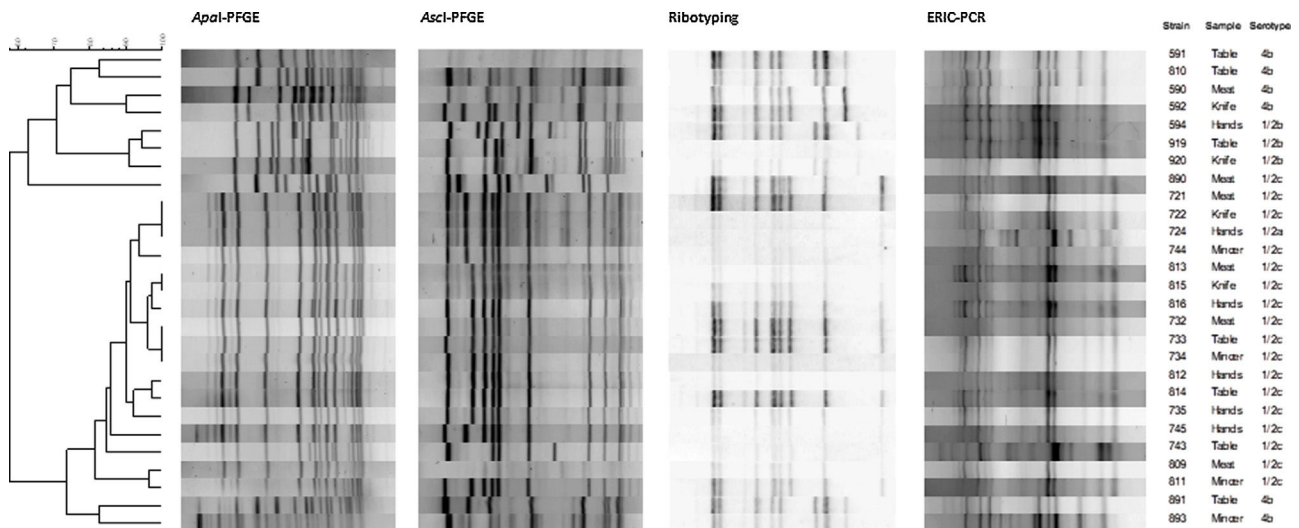 ApaI-PFGE AscI-PFGE Ribotyping ERIC-PCR
Strain Sample Serotype
591 Table 4b
810 Table 4b
590 Meat 4b
592 Knife 4b
594 Hands 1/2b
919 Table 1/2b
920 Knife 1/2b
890 Meat 1/2c
721 Meat 1/2c
722 Knife 1/2c
724 Hands 1/2a
744 Mincer 1/2c
813 Meat 1/2c
815 Knife 1/2c
816 Hands 1/2c
732 Meat 1/2c
733 Table 1/2c
734 Mincer 1/2c
812 Hands 1/2c
814 Table 1/2c
735 Hands 1/2c
745 Hands 1/2c
743 Table 1/2c
809 Meat 1/2c
811 Mincer 1/2c
891 Table 4b
893 Mincer 4b